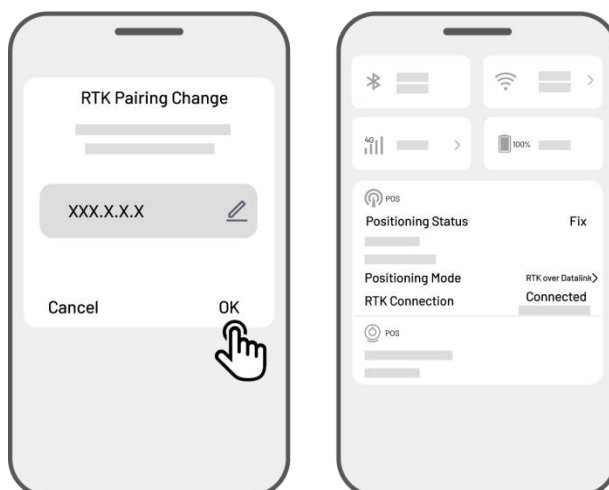 RTK Pairing Change
XXX.X.X.X
Cancel OK
4G
100%
POS
Positioning Status Fix
Positioning Mode RTK over Datalink
RTK Connection Connected
POS